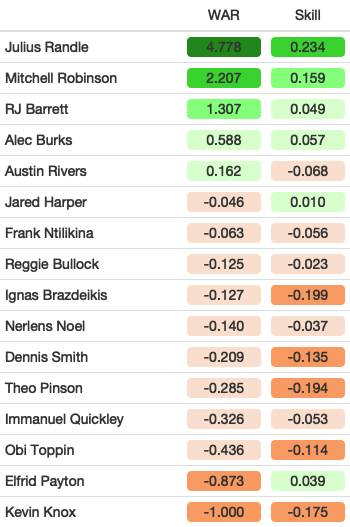 WAR Skill
Julius Randle 4.778 0.234
Mitchell Robinson 2.207 0.159
RJ Barrett 1.307 0.049
Alec Burks 0.588 0.057
Austin Rivers 0.162 -0.068
Jared Harper -0.046 0.010
Frank Ntilikina -0.063 -0.056
Reggie Bullock -0.125 -0.023
Ignas Brazdeikis -0.127 -0.199
Nerlens Noel -0.140 -0.037
Dennis Smith -0.209 -0.135
Theo Pinson -0.285 -0.194
Immanuel Quickley -0.326 -0.053
Obi Toppin -0.436 -0.114
Elfrid Payton -0.873 0.039
Kevin Knox -1.000 -0.175